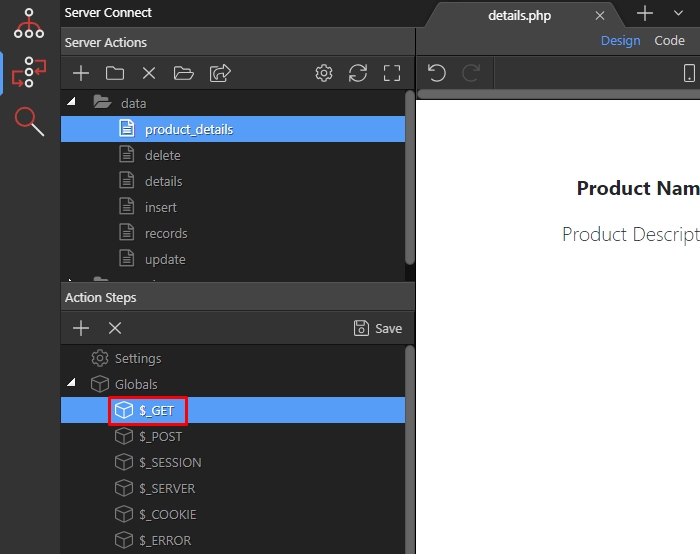 Server Connect
details.php
Server Actions
Design Code
data
product_details
delete
details
insert
records
update
Product Nam
Product Descript
Action Steps
Save
Settings
Globals
$_GET
$_POST
$_SESSION
$_SERVER
$_COOKIE
$_ERROR